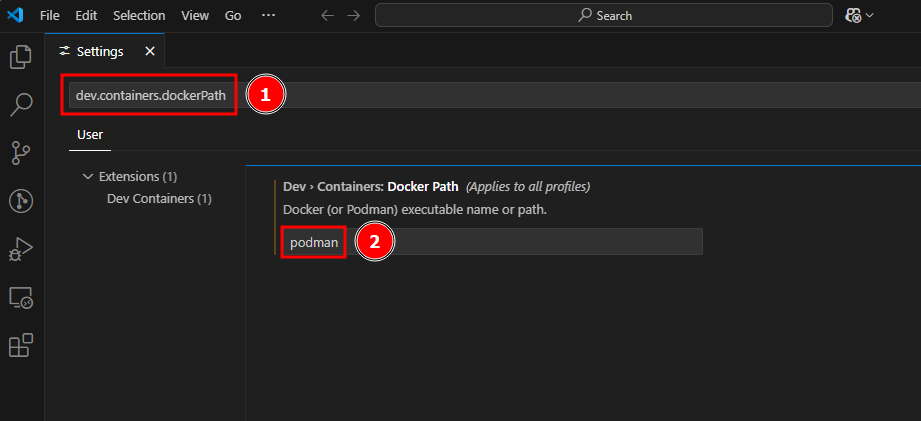 File Edit Selection View Go ··· Search
Settings
dev.containers.dockerPath 1
User
Extensions (1)
Dev Containers (1)
Dev › Containers: Docker Path (Applies to all profiles)
Docker (or Podman) executable name or path.
podman 2